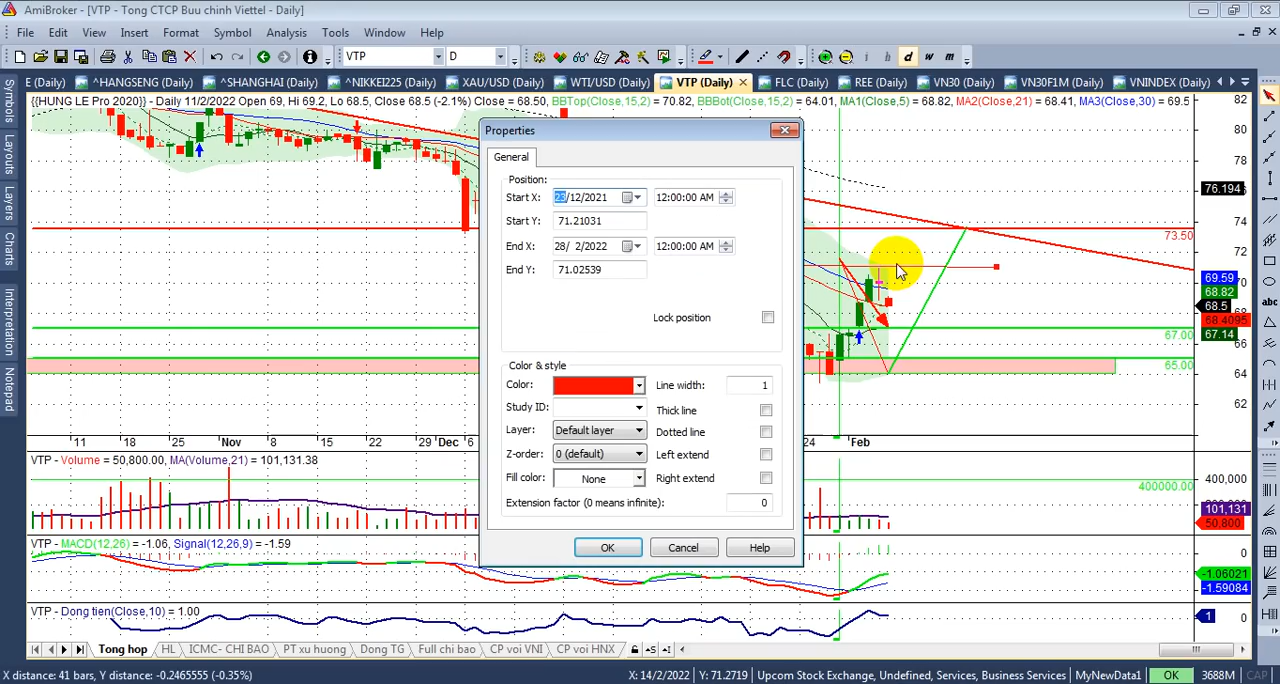 AmiBroker - [VTP - Tong CTCP Buu chinh Viettel - Daily]
File Edit View Insert Format Symbol Analysis Tools Window Help
VTP D i h d w m
E (Daily) ^HANGSENG (Daily) ^SHANGHAI (Daily) ^NIKKEI225 (Daily) XAU/USD (Daily) WTI/USD (Daily) VTP (Daily) FLC (Daily) REE (Daily) VN30 (Daily) VN30F1M (Daily) VNINDEX (Daily)
{{HUNG LE Pro 2020}} - Daily 11/2/2022 Open 69, Hi 69.2, Lo 68.5, Close 68.5 (-2.1%) Close = 68.50, BBTop(Close,15,2) = 70.82, BBBot(Close,15,2) = 64.01, MA1(Close,5) = 68.82, MA2(Close,21) = 68.41, MA3(Close,30) = 69.5
Symbols
Layouts
Layers
Charts
Interpretation
Notepad
Properties
General
Position:
Start X: 23/12/2021 12:00:00 AM
Start Y: 71.21031
End X: 28/ 2/2022 12:00:00 AM
End Y: 71.02539
Lock position
Color & style
Color: Line width: 1
Study ID: Thick line
Layer: Default layer Dotted line
Z-order: 0 (default) Left extend
Fill color: None Right extend
Extension factor (0 means infinite): 0
OK Cancel Help
82
80
78
76.194
74
73.50
72
70
69.59
68.82
68.5
68.4095
67.14
67.00
66
65.00
64
62
abc
11 18 25 Nov 8 15 22 29 Dec 6 24 Feb
VTP - Volume = 50,800.00, MA(Volume,21) = 101,131.38
400,000
400000.00
101,131
50,800
VTP - MACD(12,26) = -1.06, Signal(12,26,9) = -1.59
0
-1.06021
-1.59084
VTP - Dong tien(Close,10) = 1.00
1 0
Tong hop HL ICMC- CHI BAO PT xu huong Dong TG Full chi bao CP voi VNI CP voi HNX
X distance: 41 bars, Y distance: -0.2465555 (-0.35%) X: 14/2/2022 Y: 71.2719 Upcom Stock Exchange, Undefined, Services, Business Services MyNewData1 OK 3688M CAP